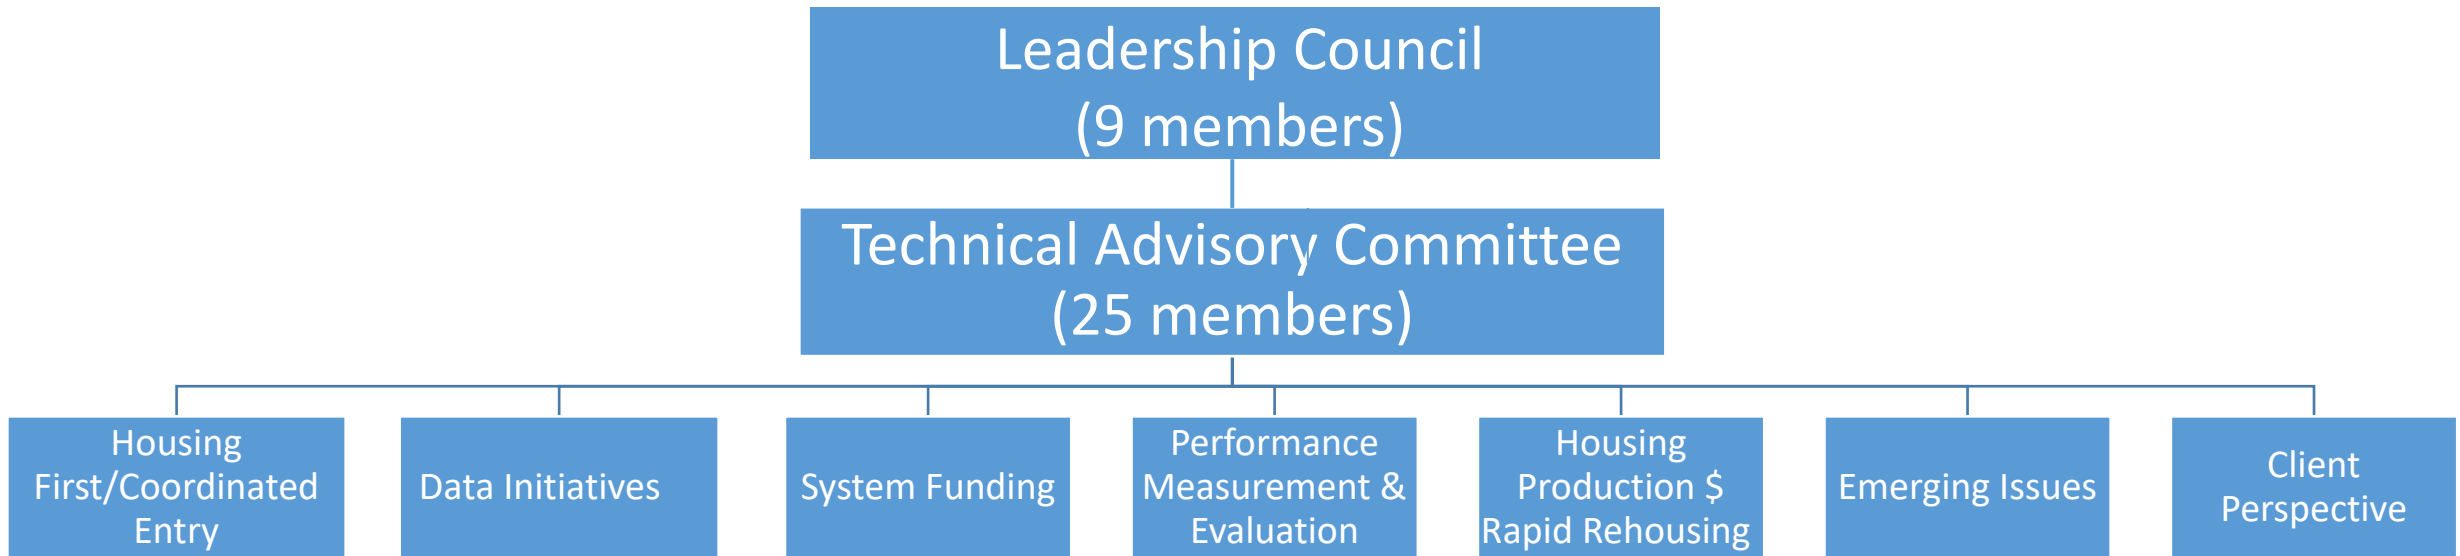 Leadership Council
(9 members)
Technical Advisory Committee
(25 members)
Housing
First/Coordinated
Entry
Data Initiatives
System Funding
Performance
Measurement &
Evaluation
Housing
Production $
Rapid Rehousing
Emerging Issues
Client
Perspective